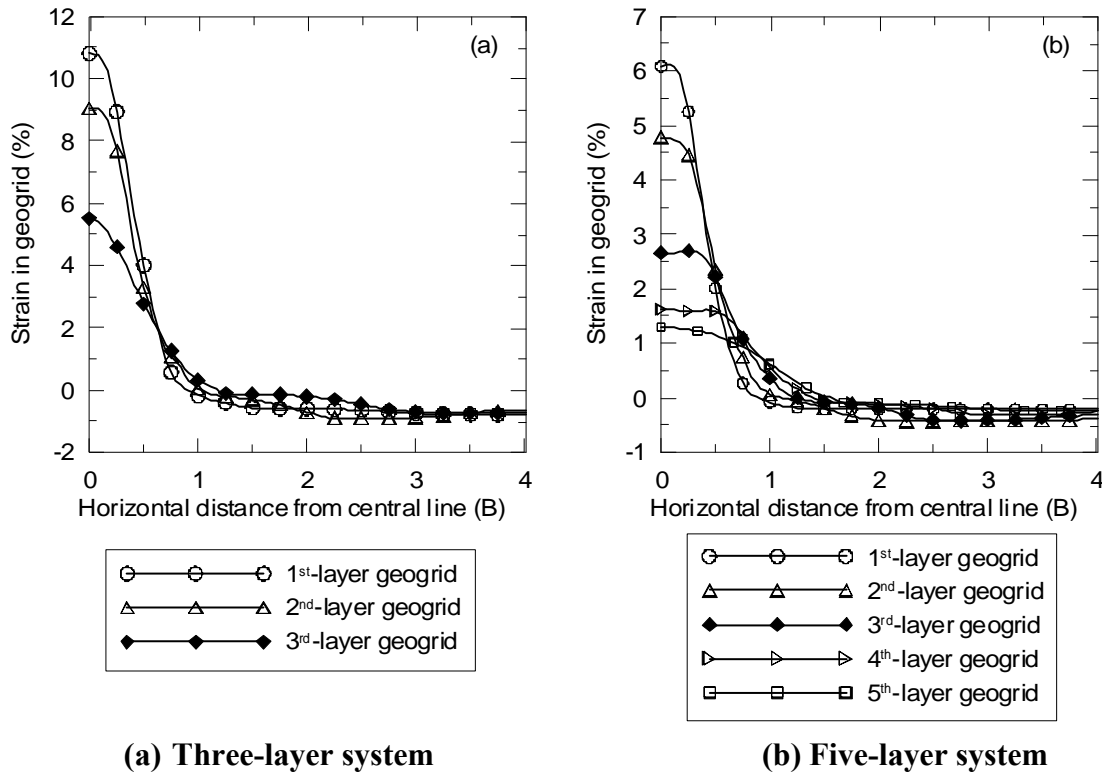 12
10
8
6
4
2
0
-2
Strain in geogrid (%)
(a)
0 1 2 3 4
Horizontal distance from central line (B)
1st-layer geogrid
2nd-layer geogrid
3rd-layer geogrid
(a) Three-layer system
7
6
5
4
3
2
1
0
-1
Strain in geogrid (%)
(b)
0 1 2 3 4
Horizontal distance from central line (B)
1st-layer geogrid
2nd-layer geogrid
3rd-layer geogrid
4th-layer geogrid
5th-layer geogrid
(b) Five-layer system